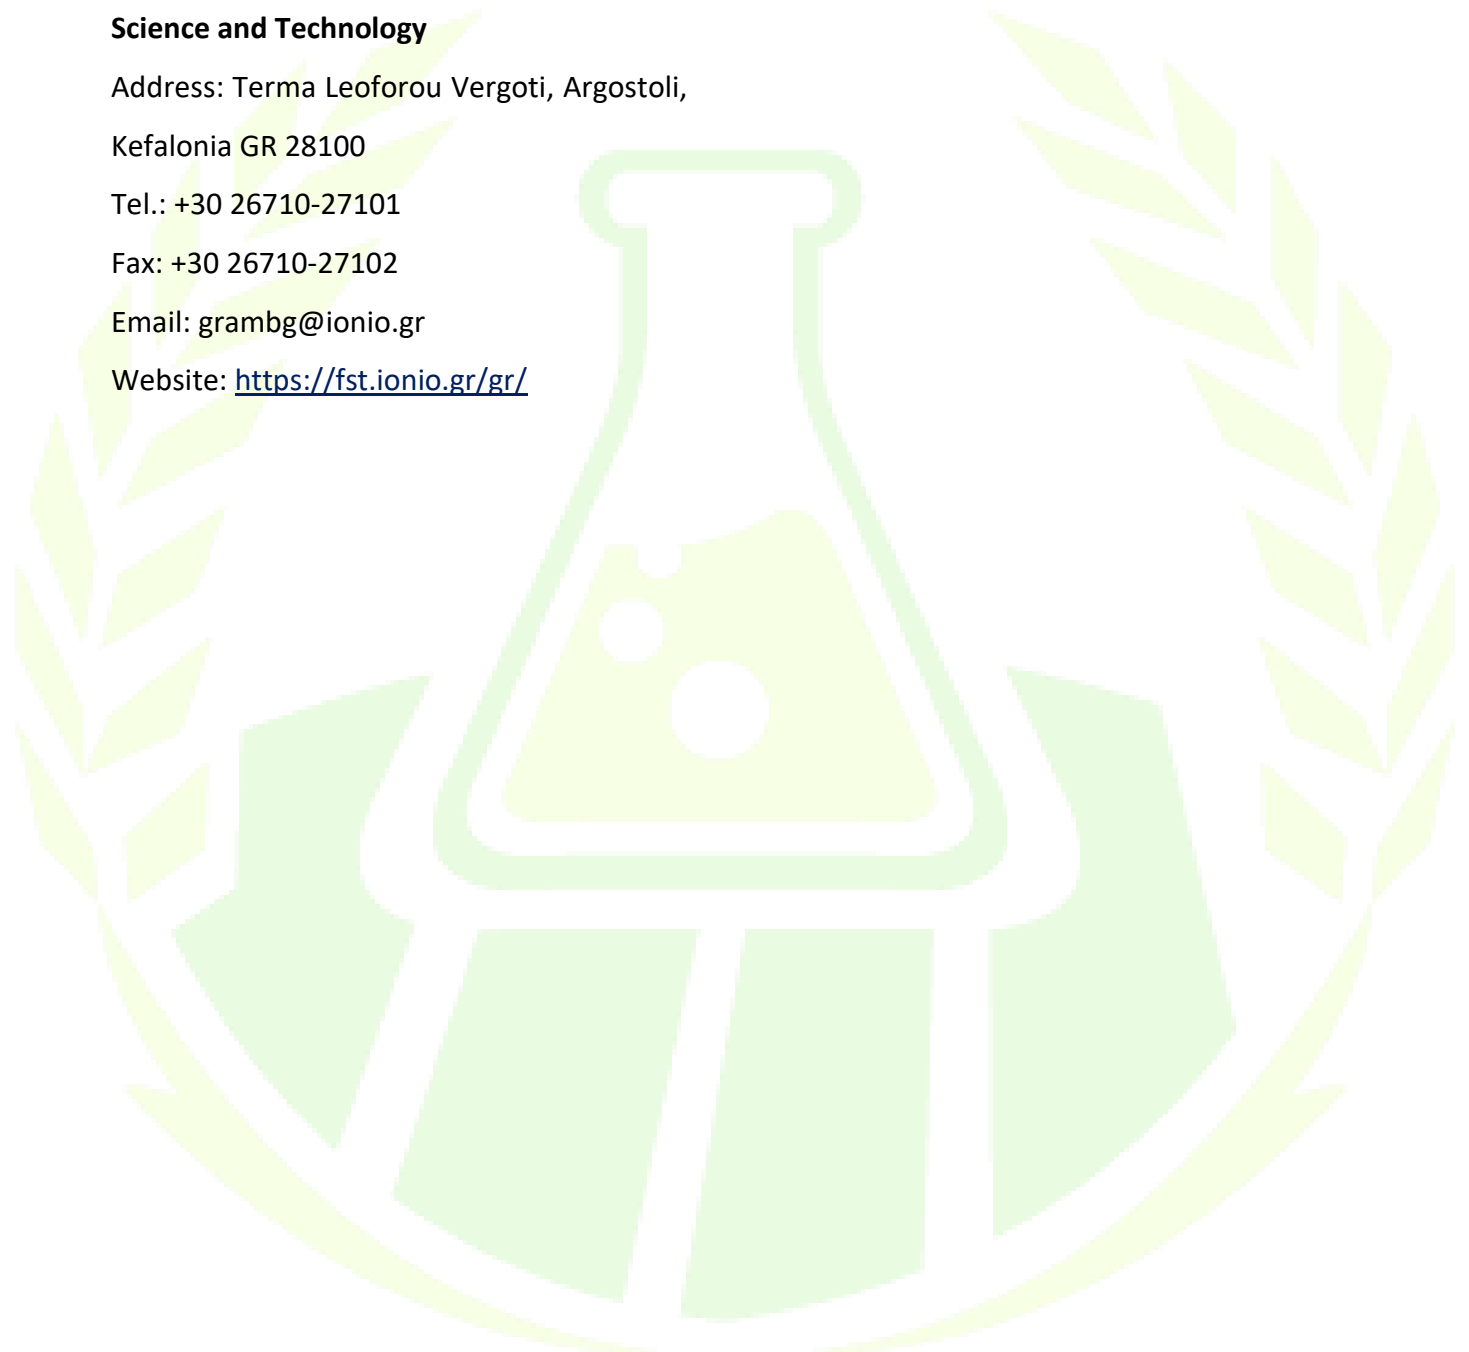 Science and Technology
Address: Terma Leoforou Vergoti, Argostoli,
Kefalonia GR 28100
Tel.: +30 26710-27101
Fax: +30 26710-27102
Email: grambg@ionio.gr
Website: https://fst.ionio.gr/gr/